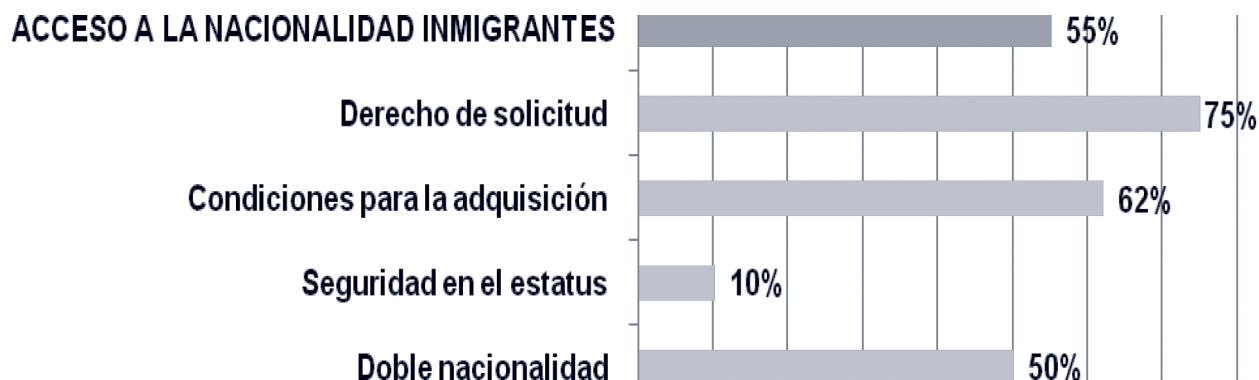 ACCESO A LA NACIONALIDAD INMIGRANTES 55%
Derecho de solicitud 75%
Condiciones para la adquisición 62%
Seguridad en el estatus 10%
Doble nacionalidad 50%